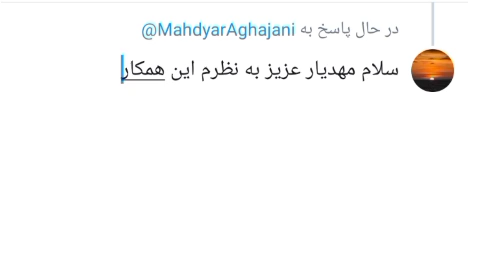 در حال پاسخ به @MahdyarAghajani
سلام مهدیار عزیز به نظرم این همکار